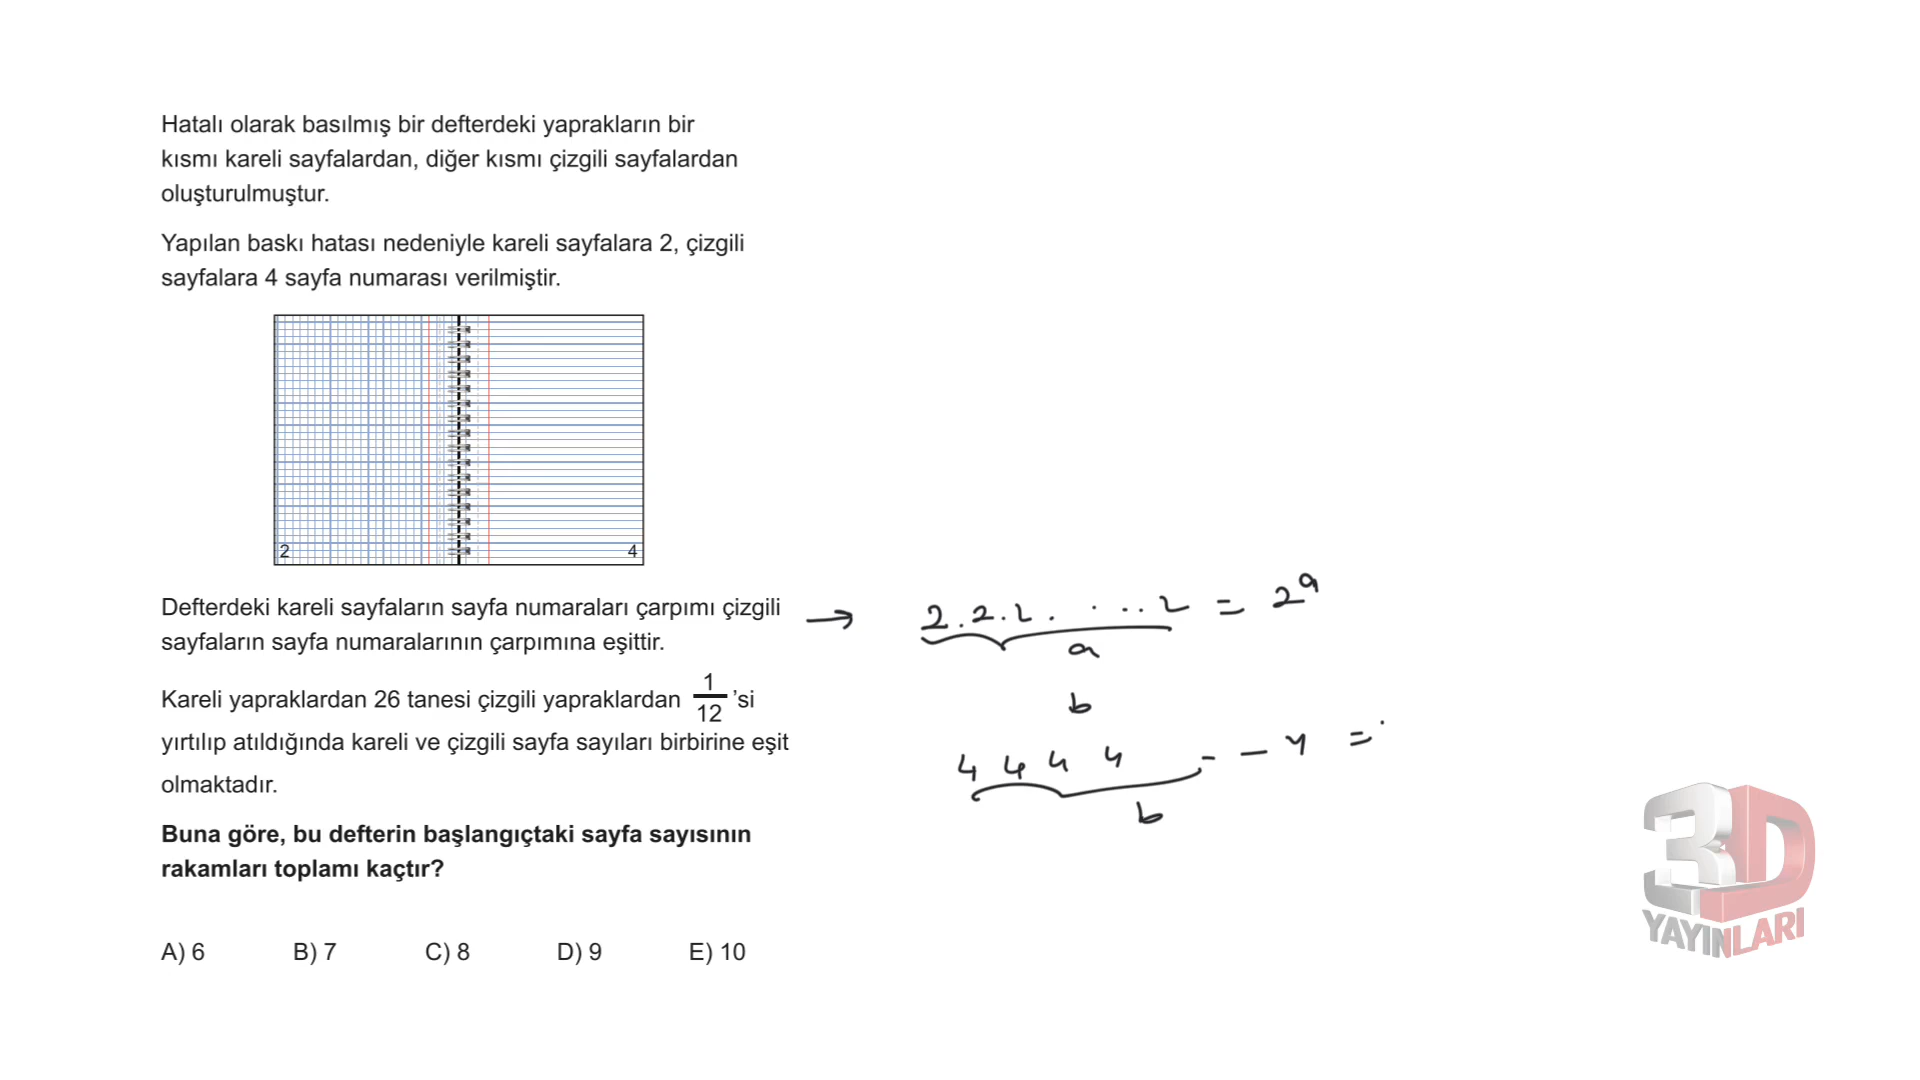 Hatalı olarak basılmış bir defterdeki yaprakların bir
kısmı kareli sayfalardan, diğer kısmı çizgili sayfalardan
oluşturulmuştur.
Yapılan baskı hatası nedeniyle kareli sayfalara 2, çizgili
sayfalara 4 sayfa numarası verilmiştir.
2 4
Defterdeki kareli sayfaların sayfa numaraları çarpımı çizgili
sayfaların sayfa numaralarının çarpımına eşittir.
Kareli yapraklardan 26 tanesi çizgili yapraklardan 1/12 ’si
yırtılıp atıldığında kareli ve çizgili sayfa sayıları birbirine eşit
olmaktadır.
Buna göre, bu defterin başlangıçtaki sayfa sayısının
rakamları toplamı kaçtır?
A) 6 B) 7 C) 8 D) 9 E) 10
→ 2.2.2. ... 2 = 2^a
a
b
4 4 4 4 - - 4 =
b
3D
YAYINLARI